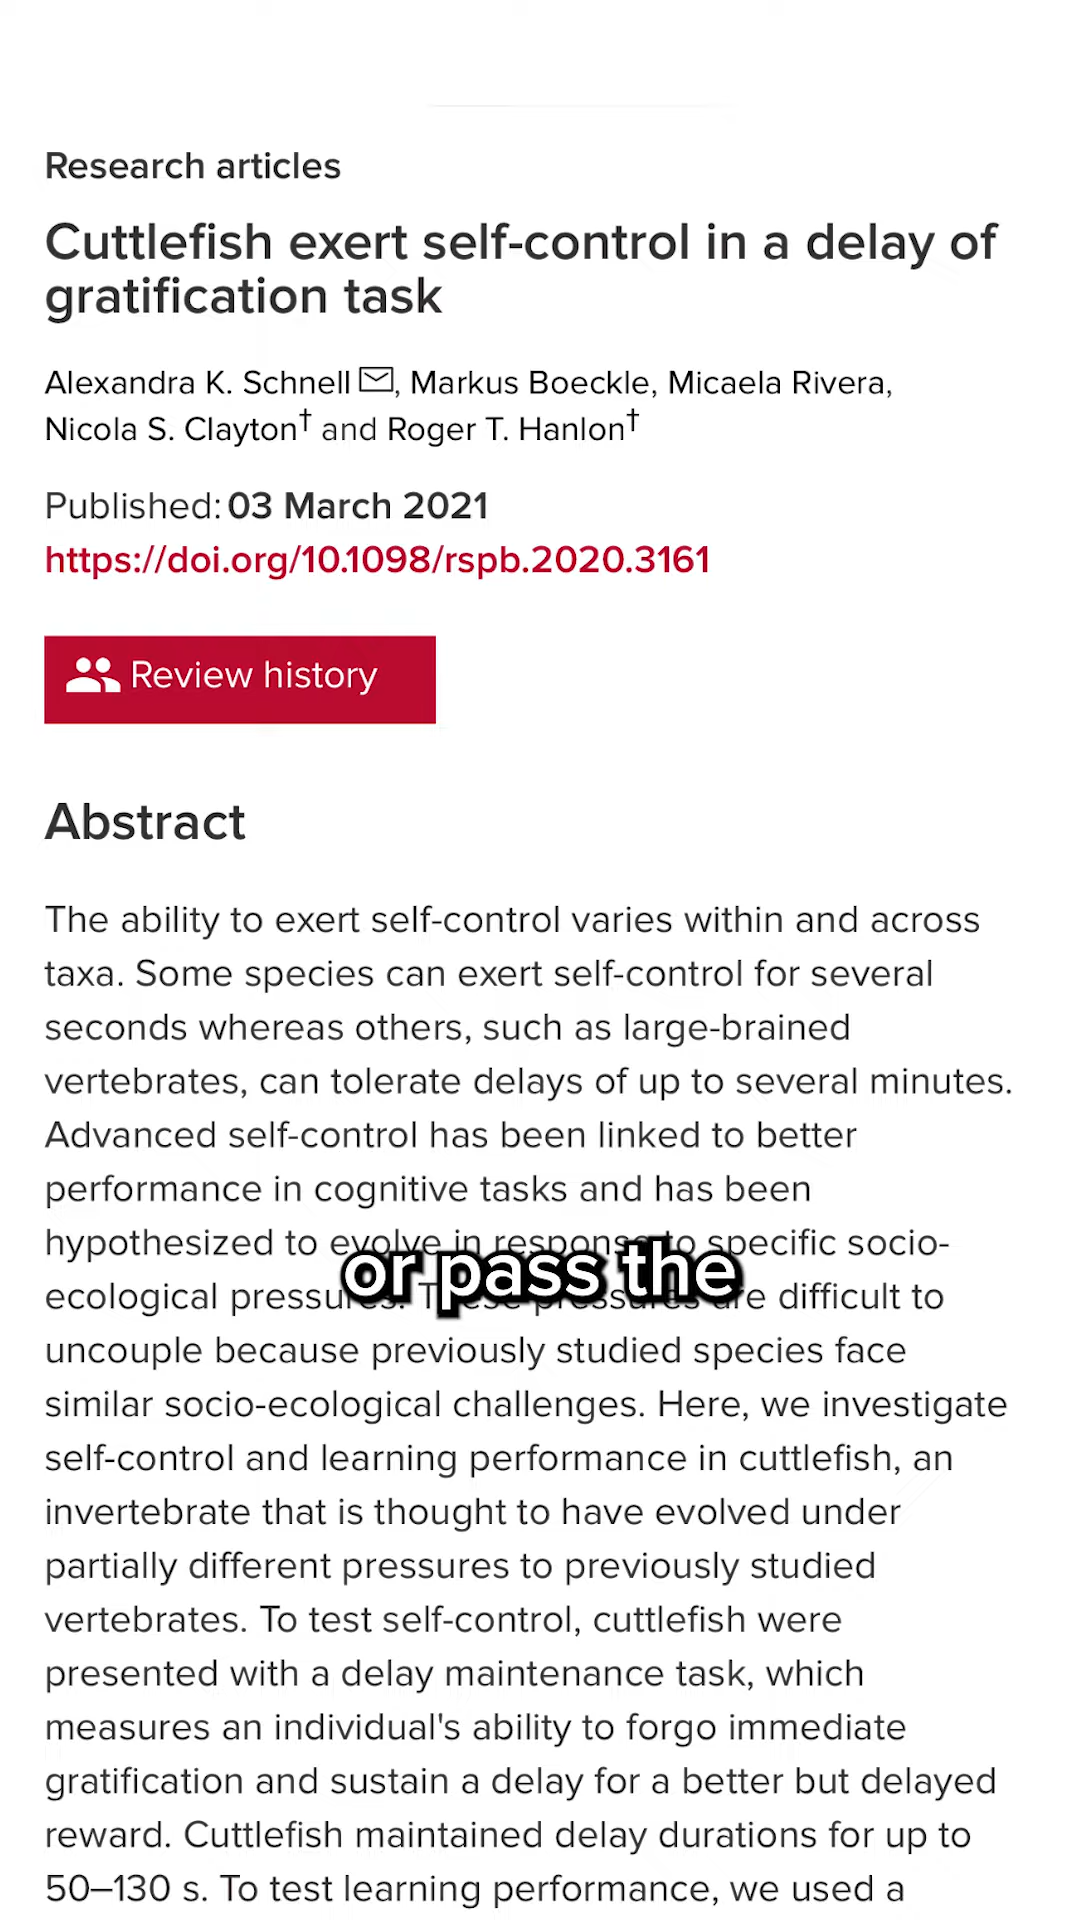 Research articles
Cuttlefish exert self-control in a delay of
gratification task
Alexandra K. Schnell, Markus Boeckle, Micaela Rivera,
Nicola S. Clayton† and Roger T. Hanlon†
Published: 03 March 2021
https://doi.org/10.1098/rspb.2020.3161
Review history
Abstract
The ability to exert self-control varies within and across
taxa. Some species can exert self-control for several
seconds whereas others, such as large-brained
vertebrates, can tolerate delays of up to several minutes.
Advanced self-control has been linked to better
performance in cognitive tasks and has been
hypothesized to evolve in response to specific socio-
or pass the
ecological pressures. These pressures are difficult to
uncouple because previously studied species face
similar socio-ecological challenges. Here, we investigate
self-control and learning performance in cuttlefish, an
invertebrate that is thought to have evolved under
partially different pressures to previously studied
vertebrates. To test self-control, cuttlefish were
presented with a delay maintenance task, which
measures an individual's ability to forgo immediate
gratification and sustain a delay for a better but delayed
reward. Cuttlefish maintained delay durations for up to
50–130 s. To test learning performance, we used a